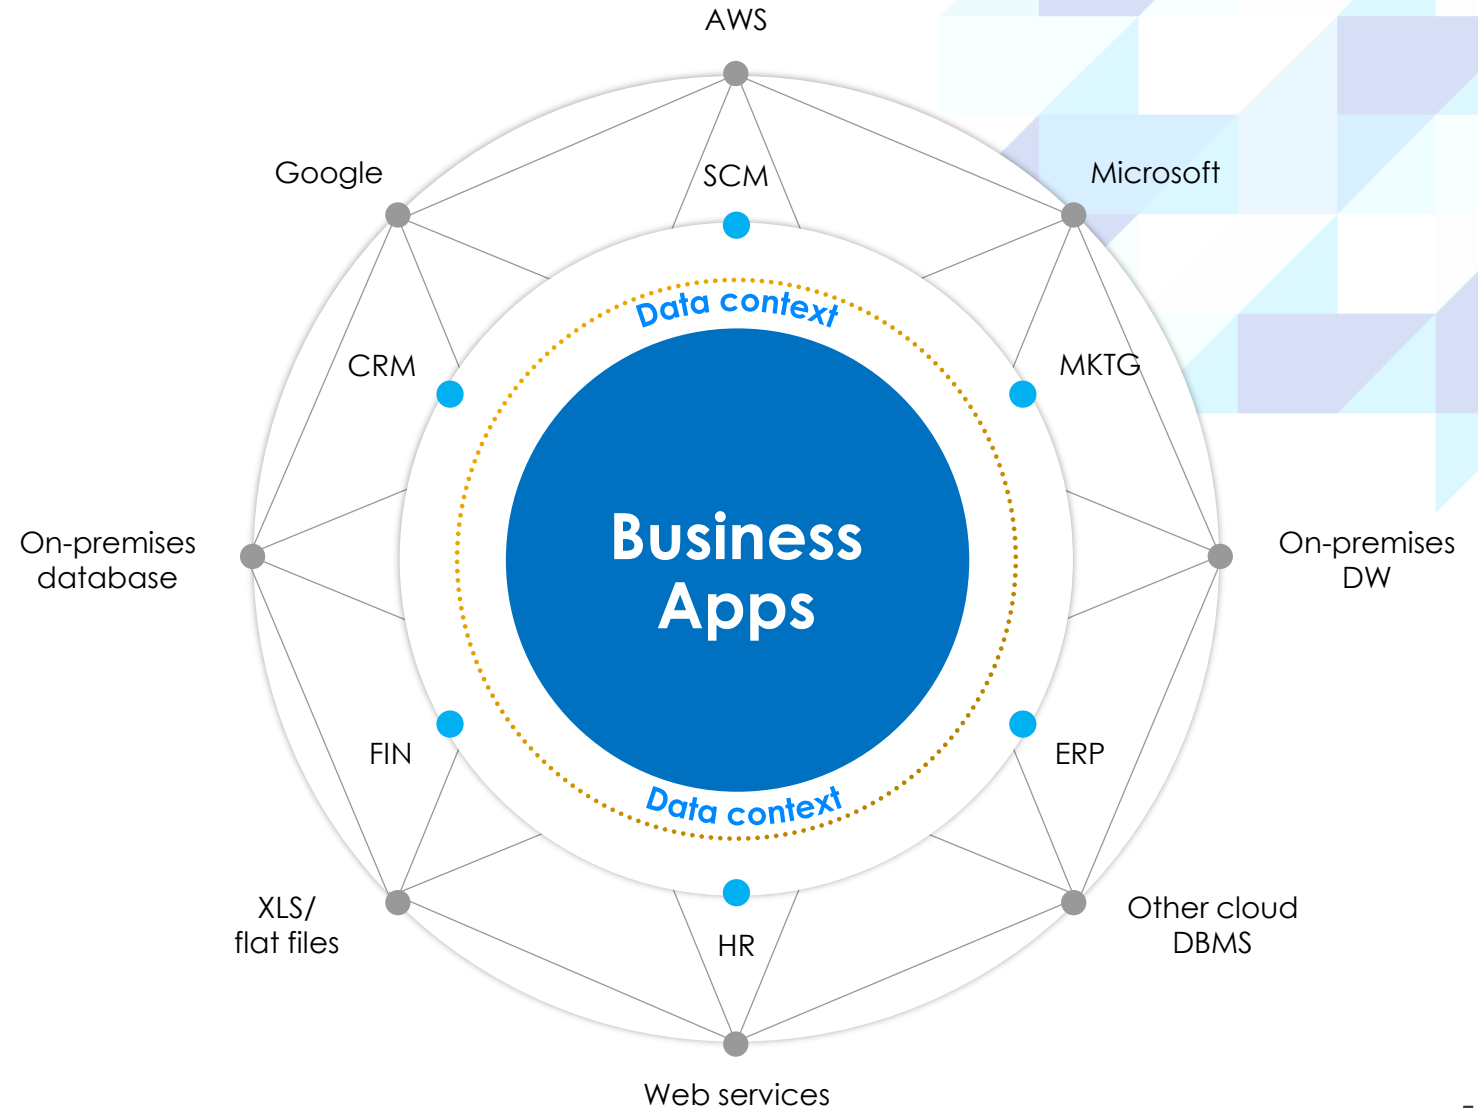 AWS
Google
SCM
Microsoft
Data context
CRM
MKTG
Business
Apps
On-premises
database
On-premises
DW
FIN
ERP
Data context
XLS/
flat files
HR
Other cloud
DBMS
Web services